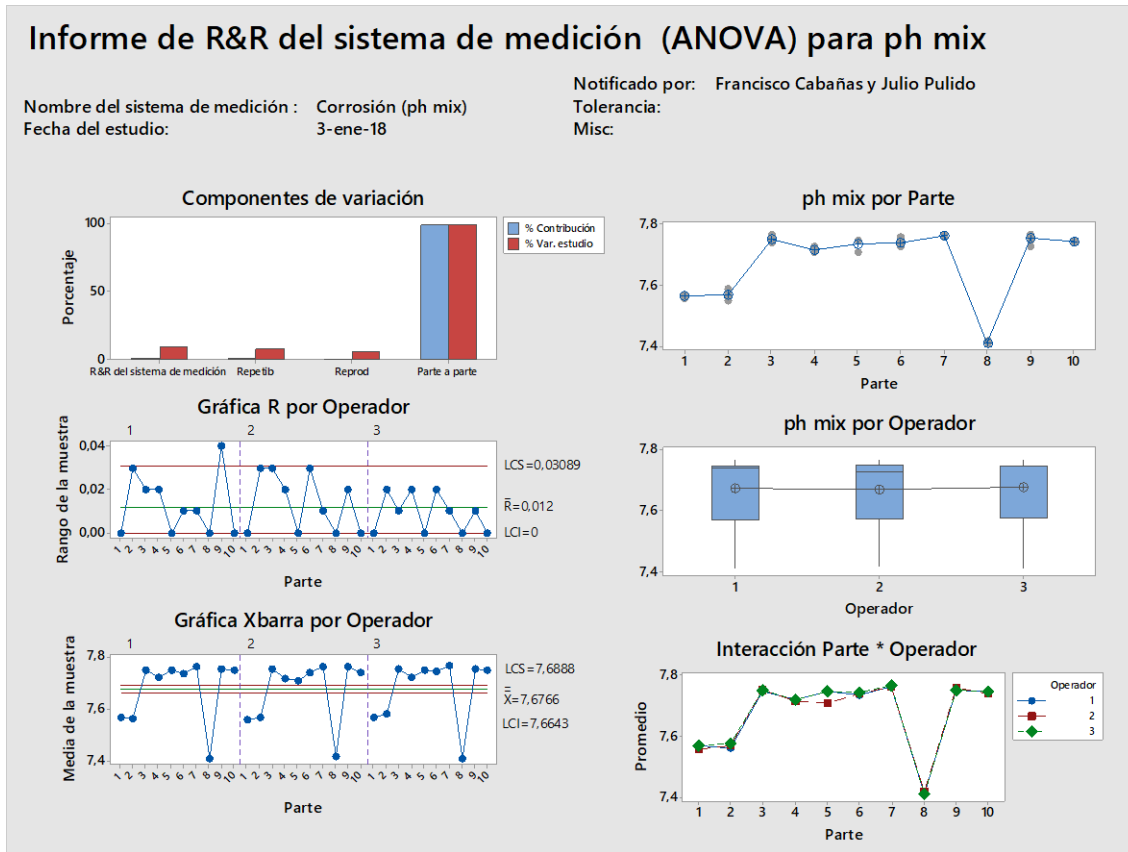 Informe de R&R del sistema de medición (ANOVA) para ph mix
Nombre del sistema de medición : Corrosión (ph mix)
Fecha del estudio: 3-ene-18
Notificado por: Francisco Cabañas y Julio Pulido
Tolerancia:
Misc:
Componentes de variación
100
50
0
Porcentaje
R&R del sistema de medición Repetib Reprod Parte a parte
% Contribución
% Var. estudio
ph mix por Parte
7,8
7,6
7,4
1 2 3 4 5 6 7 8 9 10
Parte
Gráfica R por Operador
1 2 3
0,04
0,02
0,00
Rango de la muestra
LCS=0,03089
R̄=0,012
LCI=0
1 2 3 4 5 6 7 8 9 10 1 2 3 4 5 6 7 8 9 10 1 2 3 4 5 6 7 8 9 10
Parte
ph mix por Operador
7,8
7,6
7,4
1 2 3
Operador
Gráfica Xbarra por Operador
1 2 3
7,8
7,6
7,4
Media de la muestra
LCS=7,6888
X̿=7,6766
LCI=7,6643
1 2 3 4 5 6 7 8 9 10 1 2 3 4 5 6 7 8 9 10 1 2 3 4 5 6 7 8 9 10
Parte
Interacción Parte * Operador
7,8
7,6
7,4
Promedio
1 2 3 4 5 6 7 8 9 10
Parte
Operador
1
2
3